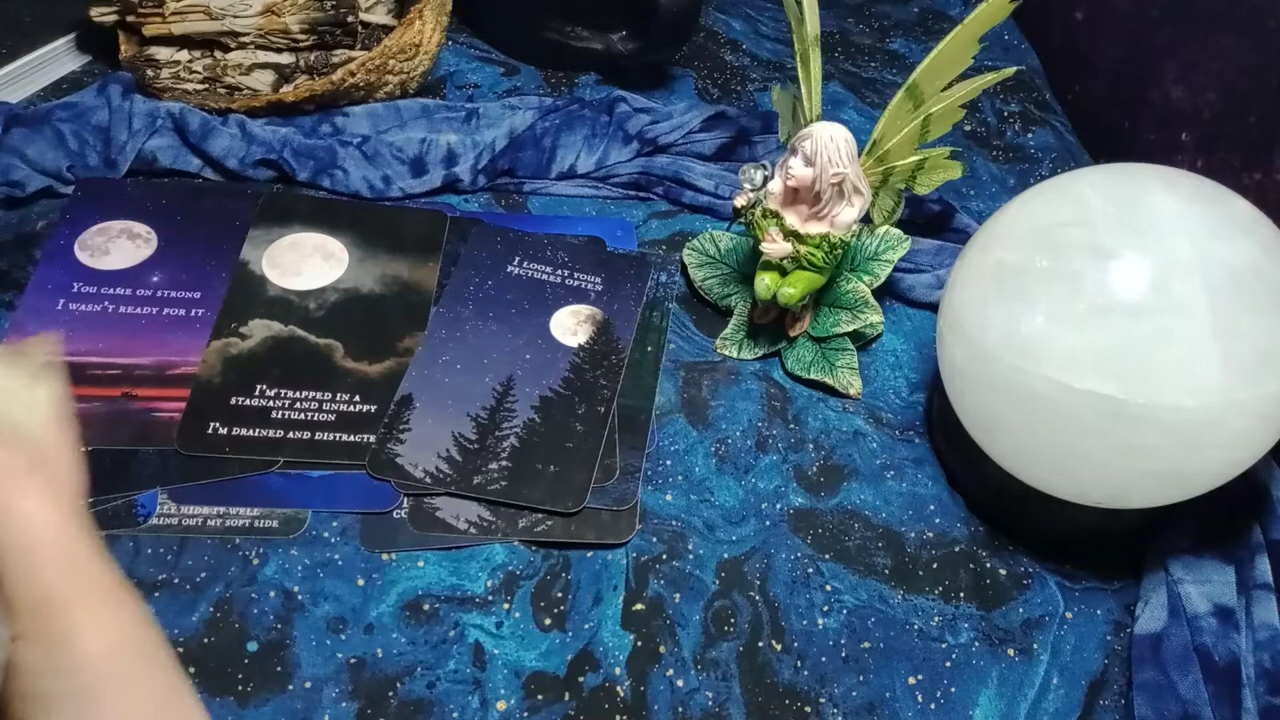 You came on strong
I wasn't ready for it
I'm trapped in a
stagnant and unhappy
situation
I'm drained and distracte
I look at your
pictures often
lly hide it well
ring out my soft side